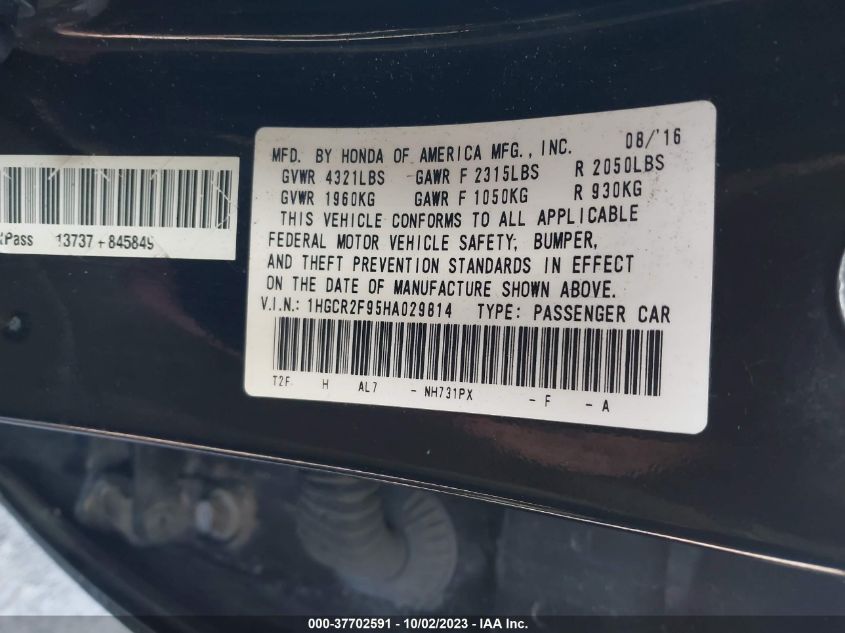 MFD. BY HONDA OF AMERICA MFG., INC. 08/'16
GVWR 4321LBS GAWR F 2315LBS R 2050LBS
GVWR 1960KG GAWR F 1050KG R 930KG
THIS VEHICLE CONFORMS TO ALL APPLICABLE
FEDERAL MOTOR VEHICLE SAFETY, BUMPER,
AND THEFT PREVENTION STANDARDS IN EFFECT
ON THE DATE OF MANUFACTURE SHOWN ABOVE.
V.I.N.: 1HGCR2F95HA029814 TYPE: PASSENGER CAR
T2F H AL7 - NH731PX - F - A
Pass 13737+845849
000-37702591 - 10/02/2023 - IAA Inc.